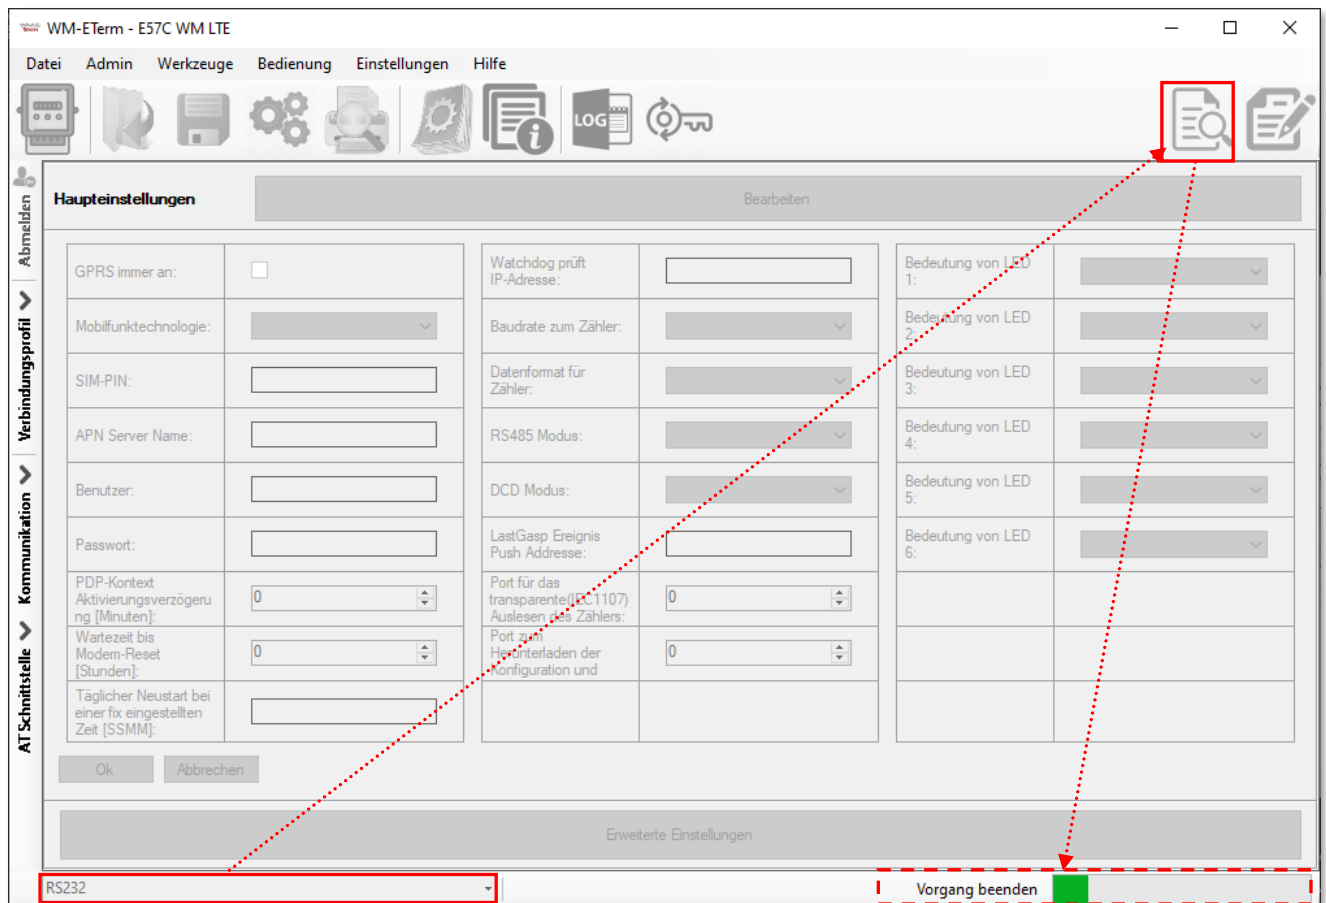 WM-ETerm - E57C WM LTE
Datei Admin Werkzeuge Bedienung Einstellungen Hilfe
LOG
Abmelden
Verbindungsprofil
Kommunikation
AT Schnittstelle
Haupteinstellungen
Bearbeiten
GPRS immer an:
Mobilfunktechnologie:
SIM-PIN:
APN Server Name:
Benutzer:
Passwort:
PDP-Kontext
Aktivierungsverzögeru
ng [Minuten]:
0
Wartezeit bis
Modem-Reset
[Stunden]:
0
Täglicher Neustart bei
einer fix eingestellten
Zeit [SSMM]:
Watchdog prüft
IP-Adresse:
Baudrate zum Zähler:
Datenformat für
Zähler:
RS485 Modus:
DCD Modus:
LastGasp Ereignis
Push Addresse:
Port für das
transparente(IEC1107)
Auslesen des Zählers:
0
Port zum
Herunterladen der
Konfiguration und
0
Bedeutung von LED
1:
Bedeutung von LED
2:
Bedeutung von LED
3:
Bedeutung von LED
4:
Bedeutung von LED
5:
Bedeutung von LED
6:
Ok
Abbrechen
Erweiterte Einstellungen
RS232
Vorgang beenden